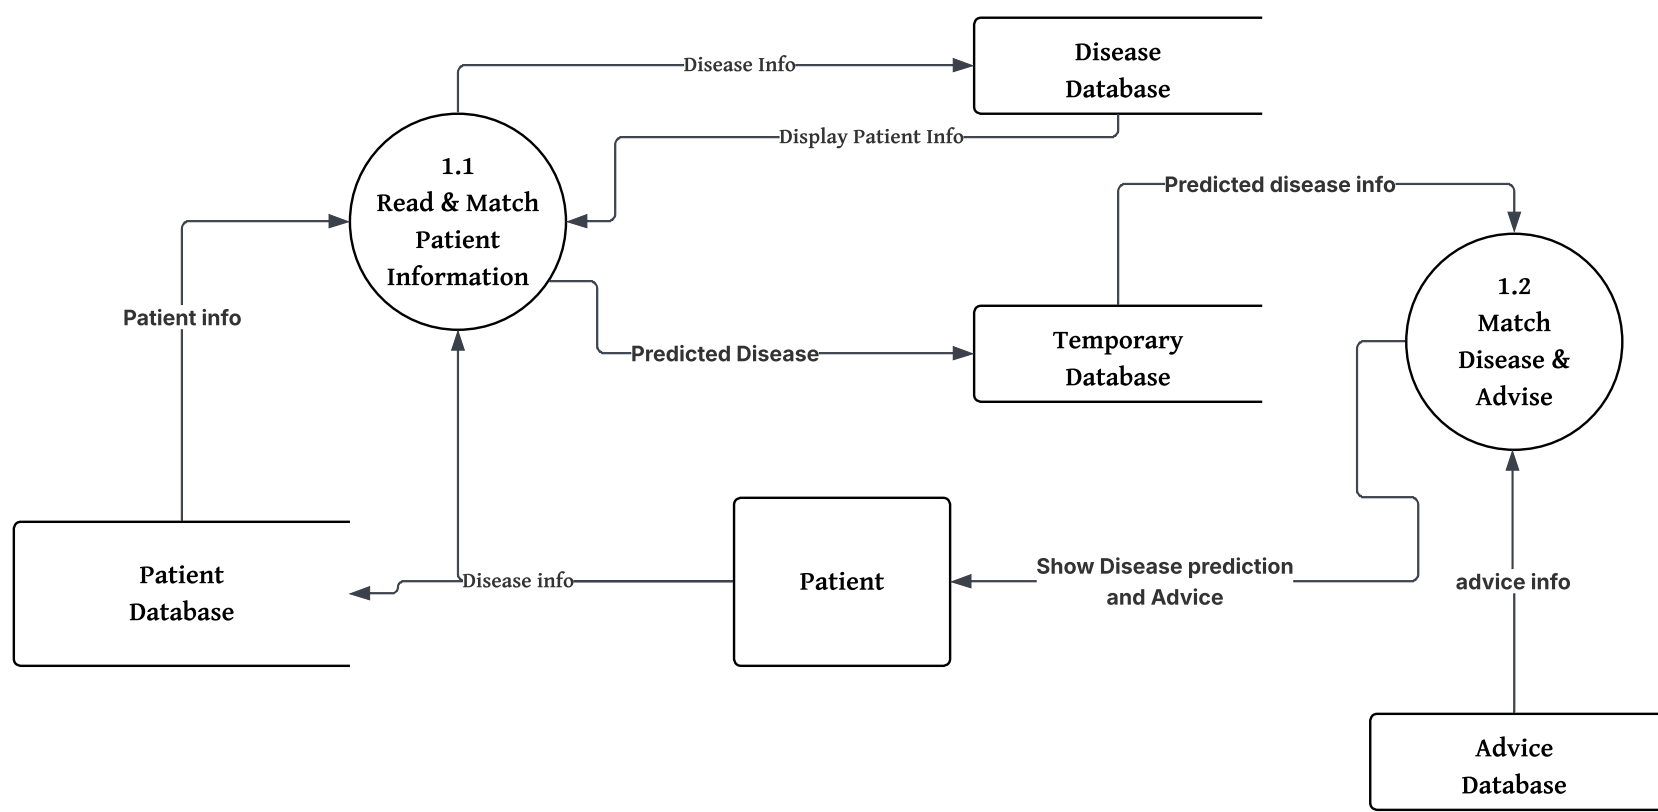 Disease
Database
Disease Info
Display Patient Info
1.1
Read & Match
Patient
Information
Predicted disease info
1.2
Match
Disease &
Advise
Patient info
Predicted Disease
Temporary
Database
Patient
Database
Disease info
Patient
Show Disease prediction
and Advice
advice info
Advice
Database